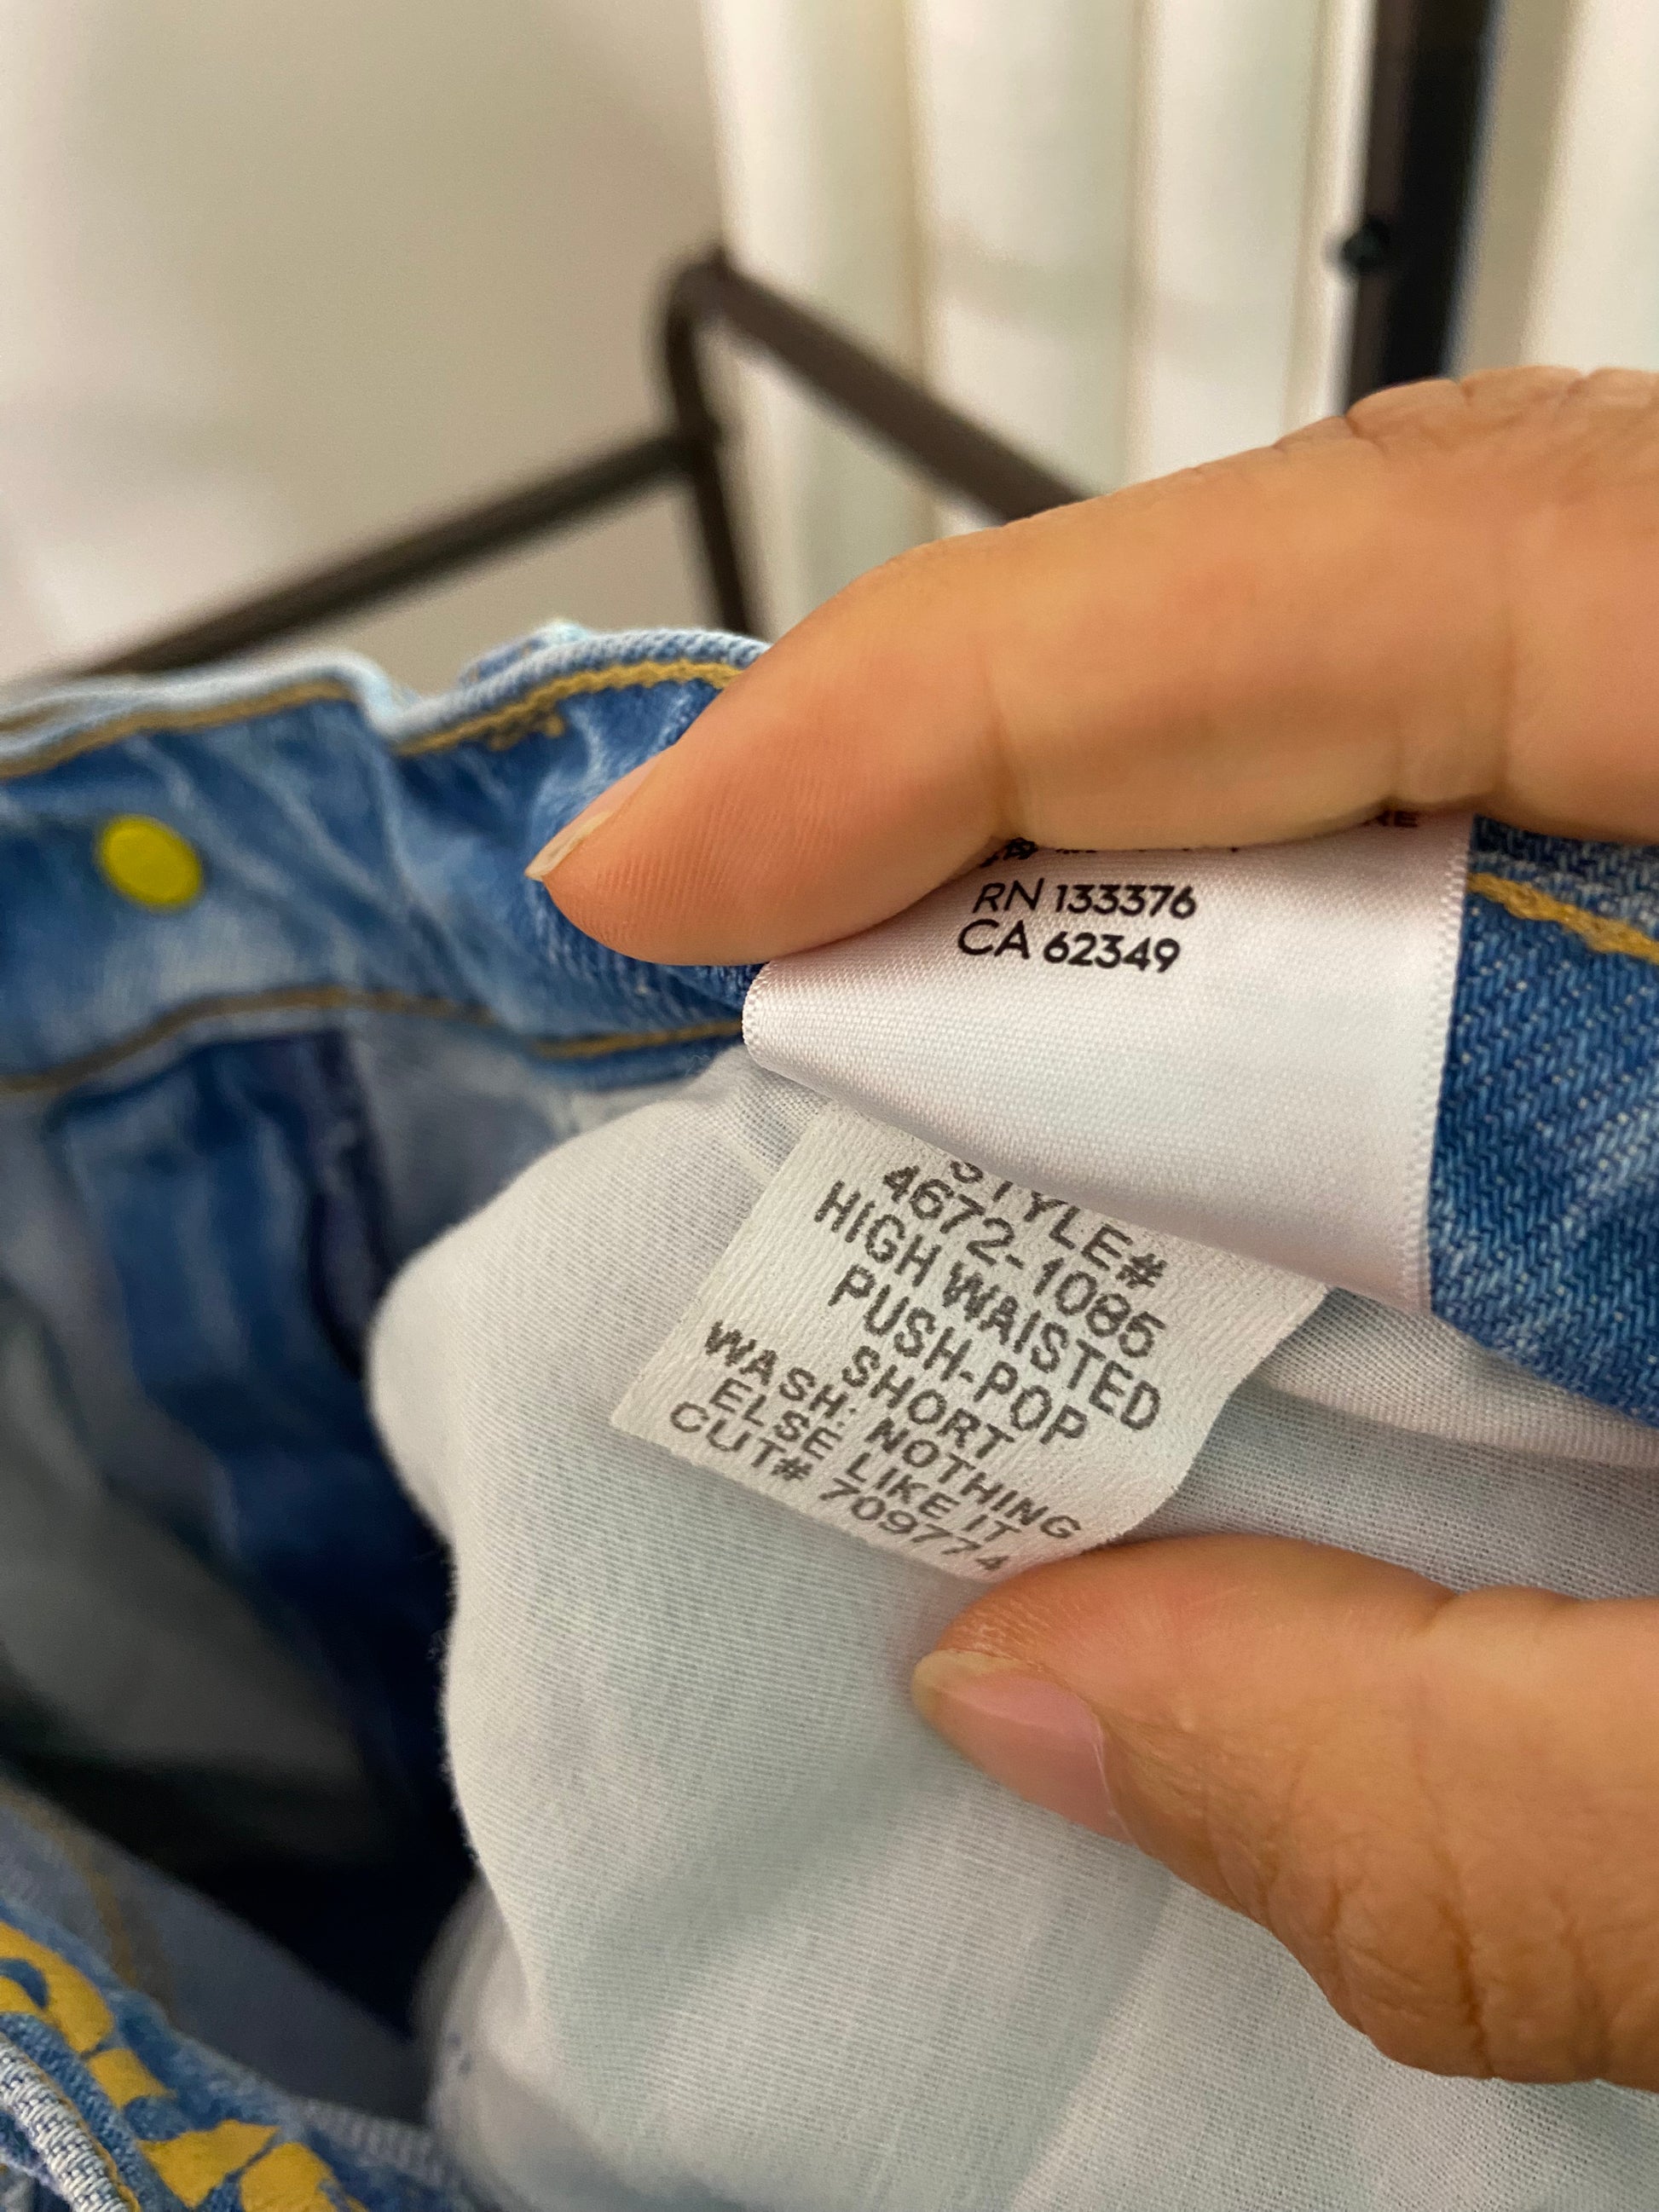 RN 133376
CA 62349
STYLE#
4672-1085
HIGH WAISTED
PUSH-POP
SHORT
WASH: NOTHING
ELSE LIKE IT
CUT# 709774